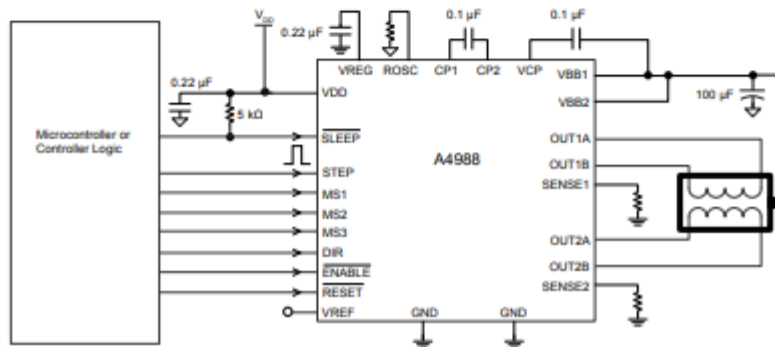 VDD
0.22 µF
0.1 µF
0.1 µF
VREG
ROSC
CP1
CP2
VCP
VBB1
VBB2
100 µF
0.22 µF
5 kΩ
VDD
Microcontroller or
Controller Logic
SLEEP
STEP
MS1
MS2
MS3
DIR
ENABLE
RESET
VREF
A4988
GND
GND
OUT1A
OUT1B
SENSE1
OUT2A
OUT2B
SENSE2